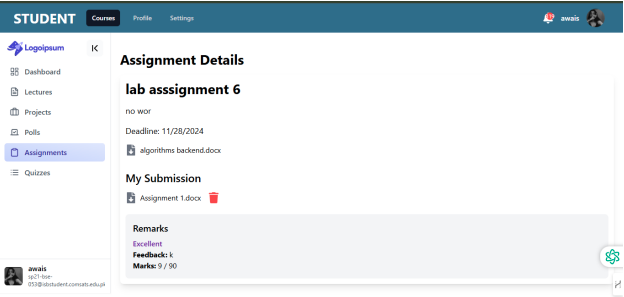 STUDENT
Courses
Profile
Settings
awais
Logoipsum
Dashboard
Lectures
Projects
Polls
Assignments
Quizzes
Assignment Details
lab asssignment 6
no wor
Deadline: 11/28/2024
algorithms backend.docx
My Submission
Assignment 1.docx
Remarks
Excellent
Feedback: k
Marks: 9 / 90
awais
sp21-bse-
053@isbstudent.comsats.edu.pk